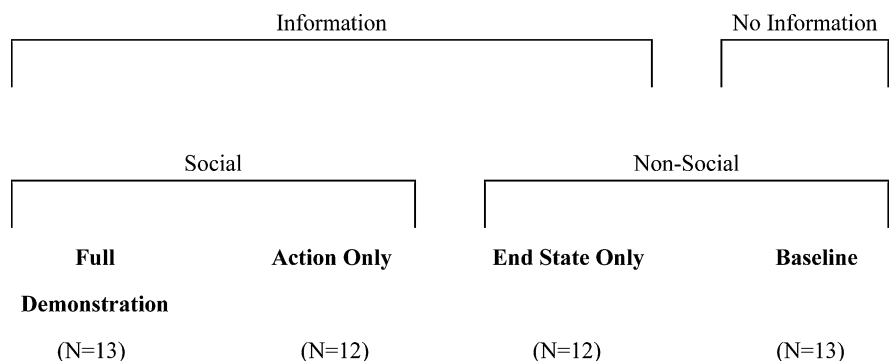 Information No Information
Social Non-Social
Full Action Only End State Only Baseline
Demonstration
(N=13) (N=12) (N=12) (N=13)